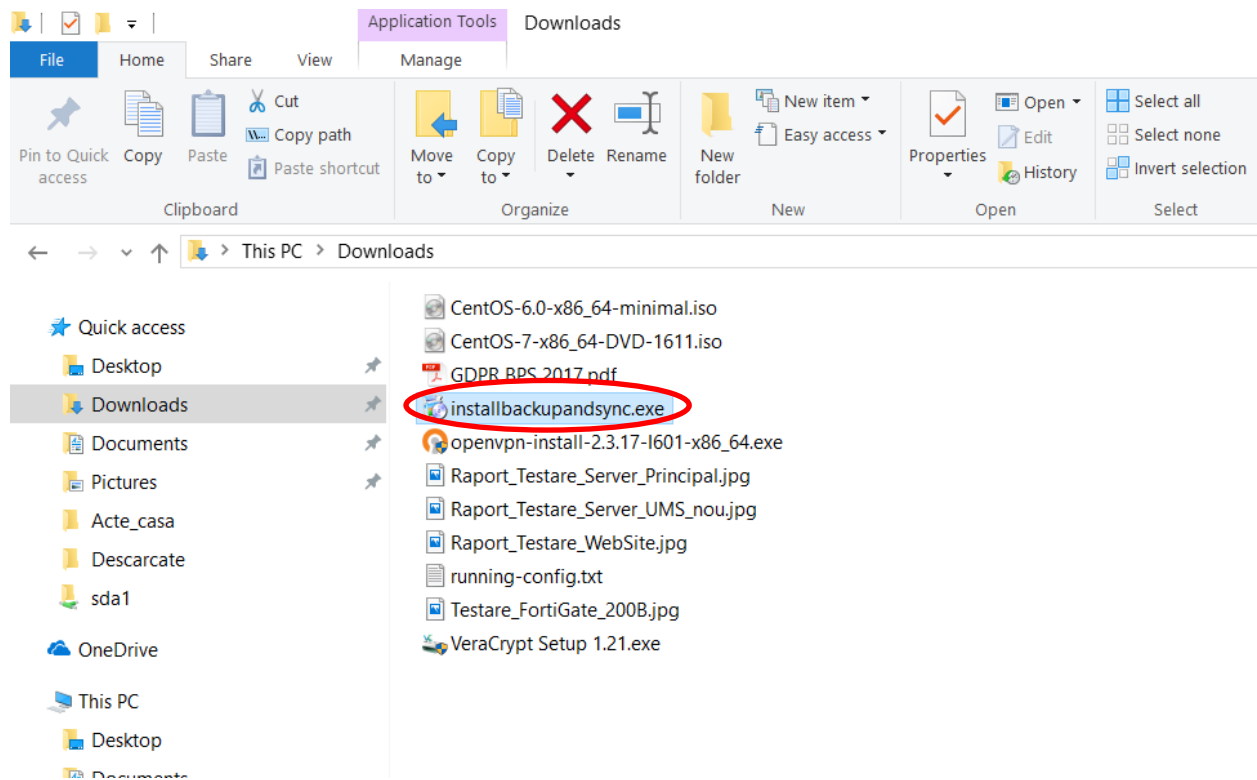 Application Tools Downloads
File Home Share View Manage
Pin to Quick access
Copy
Paste
Cut
W... Copy path
Paste shortcut
Move to
Copy to
Delete
Rename
New folder
New item
Easy access
Properties
Open
Edit
History
Select all
Select none
Invert selection
Clipboard Organize New Open Select
This PC > Downloads
Quick access
Desktop
Downloads
Documents
Pictures
Acte_casa
Descarcate
sda1
OneDrive
This PC
Desktop
Documents
CentOS-6.0-x86_64-minimal.iso
CentOS-7-x86_64-DVD-1611.iso
PDF GDPR BPS 2017.pdf
installbackupandsync.exe
openvpn-install-2.3.17-I601-x86_64.exe
Raport_Testare_Server_Principal.jpg
Raport_Testare_Server_UMS_nou.jpg
Raport_Testare_WebSite.jpg
running-config.txt
Testare_FortiGate_200B.jpg
VeraCrypt Setup 1.21.exe